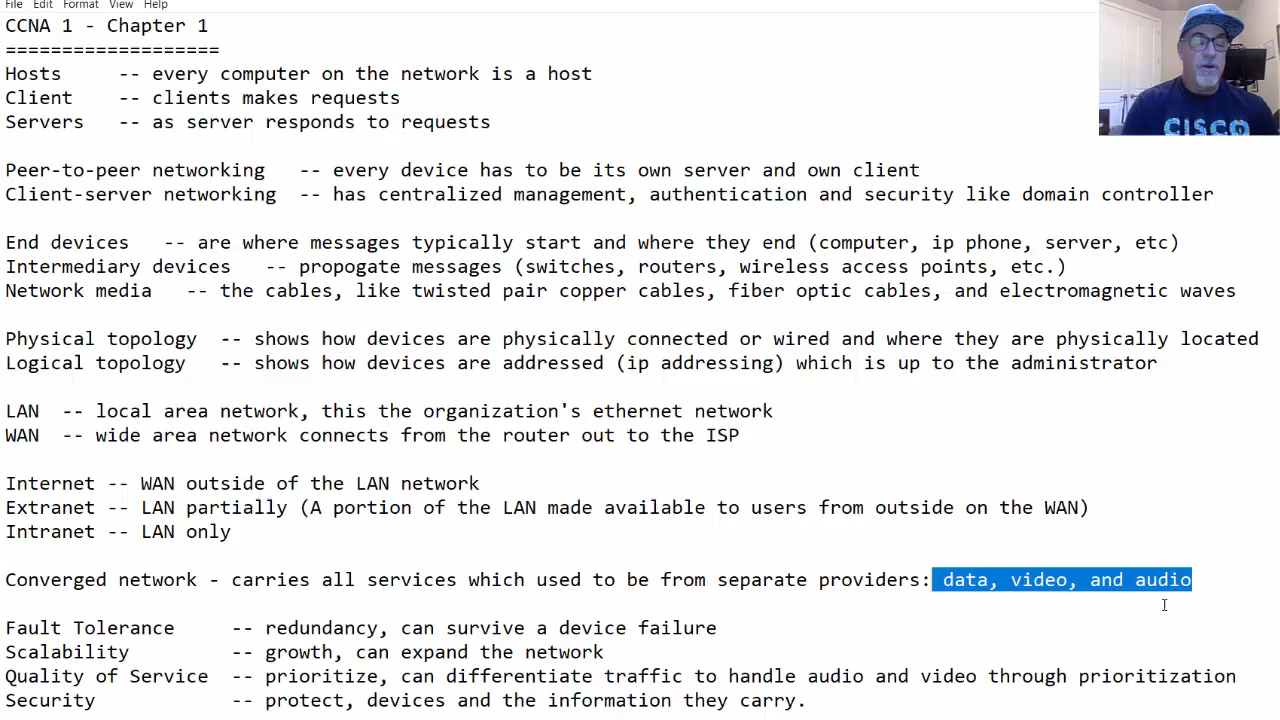 File Edit Format View Help
CCNA 1 - Chapter 1
===================
Hosts -- every computer on the network is a host
Client -- clients makes requests
Servers -- as server responds to requests
Peer-to-peer networking -- every device has to be its own server and own client
Client-server networking -- has centralized management, authentication and security like domain controller
End devices -- are where messages typically start and where they end (computer, ip phone, server, etc)
Intermediary devices -- propogate messages (switches, routers, wireless access points, etc.)
Network media -- the cables, like twisted pair copper cables, fiber optic cables, and electromagnetic waves
Physical topology -- shows how devices are physically connected or wired and where they are physically located
Logical topology -- shows how devices are addressed (ip addressing) which is up to the administrator
LAN -- local area network, this the organization's ethernet network
WAN -- wide area network connects from the router out to the ISP
Internet -- WAN outside of the LAN network
Extranet -- LAN partially (A portion of the LAN made available to users from outside on the WAN)
Intranet -- LAN only
Converged network - carries all services which used to be from separate providers: data, video, and audio
Fault Tolerance -- redundancy, can survive a device failure
Scalability -- growth, can expand the network
Quality of Service -- prioritize, can differentiate traffic to handle audio and video through prioritization
Security -- protect, devices and the information they carry.
CISCO